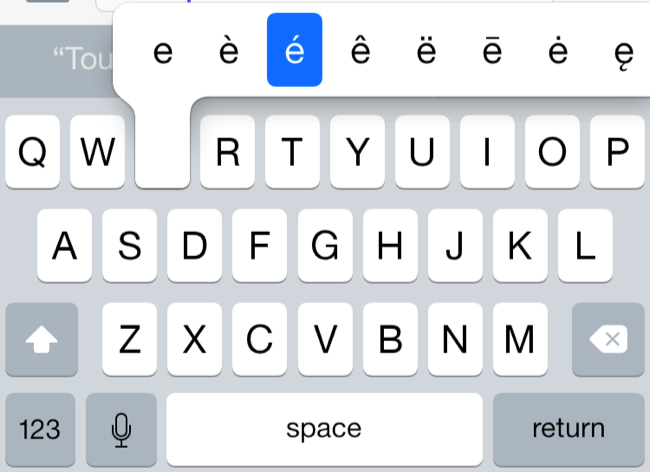 e è é ê ë ē ė ę
“Tou
Q W R T Y U I O P
A S D F G H J K L
Z X C V B N M
123 space return